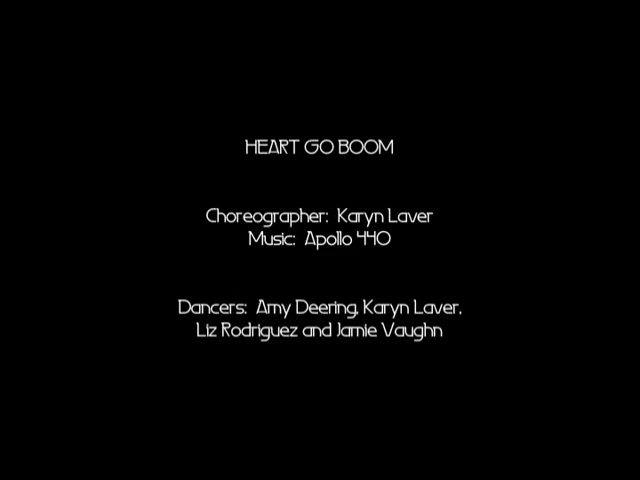 HEART GO BOOM
Choreographer: Karyn Laver
Music: Apollo 440
Dancers: Amy Deering, Karyn Laver,
Liz Rodriguez and Jamie Vaughn